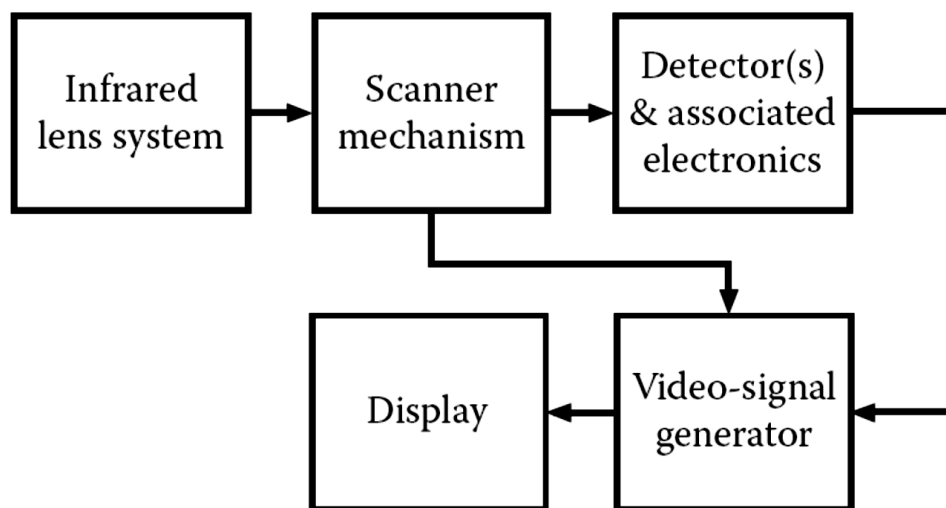 Infrared
lens system
Scanner
mechanism
Detector(s)
& associated
electronics
Display
Video-signal
generator